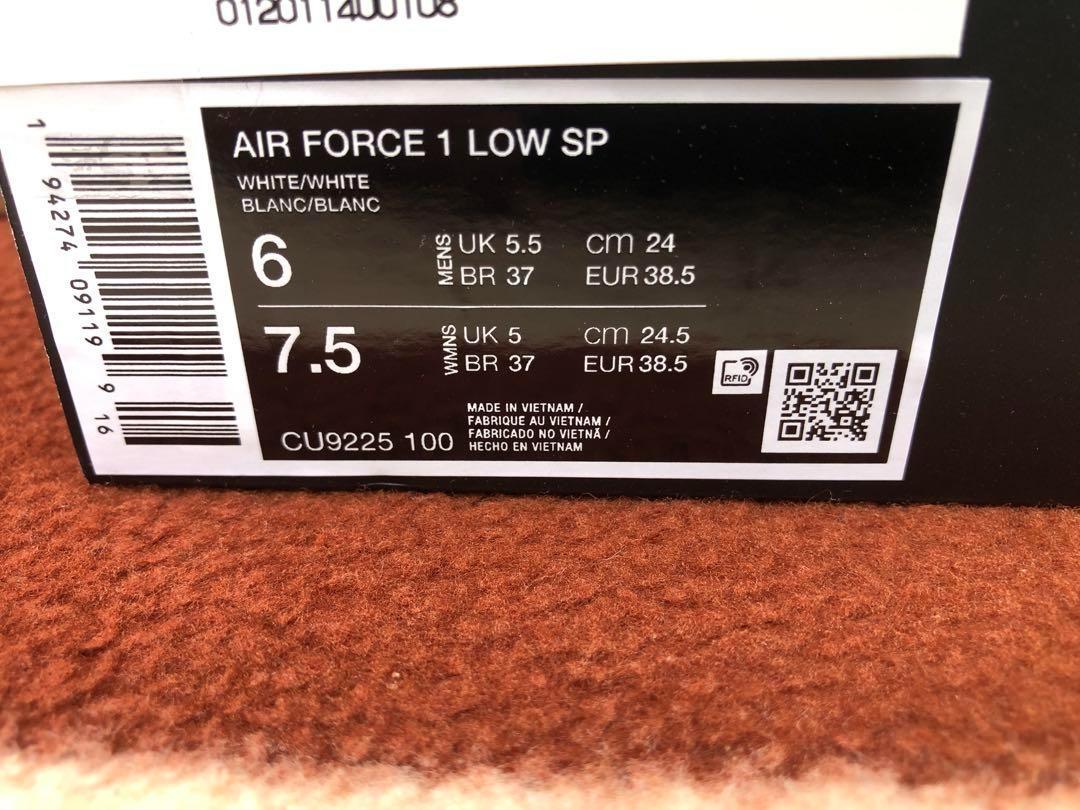 012011400108
AIR FORCE 1 LOW SP
WHITE/WHITE
BLANC/BLANC
6
MENS
UK 5.5 cm 24
BR 37 EUR 38.5
7.5
WMNS
UK 5 cm 24.5
BR 37 EUR 38.5
RFID
CU9225 100
MADE IN VIETNAM /
FABRIQUE AU VIETNAM /
FABRICADO NO VIETNÃ /
HECHO EN VIETNAM
1 94274 09119 9 16